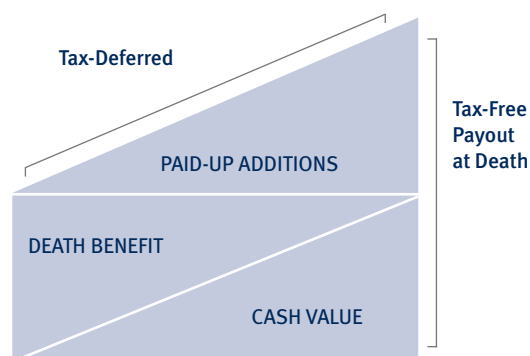 Tax-Deferred
Tax-Free
Payout
at Death
PAID-UP ADDITIONS
DEATH BENEFIT
CASH VALUE